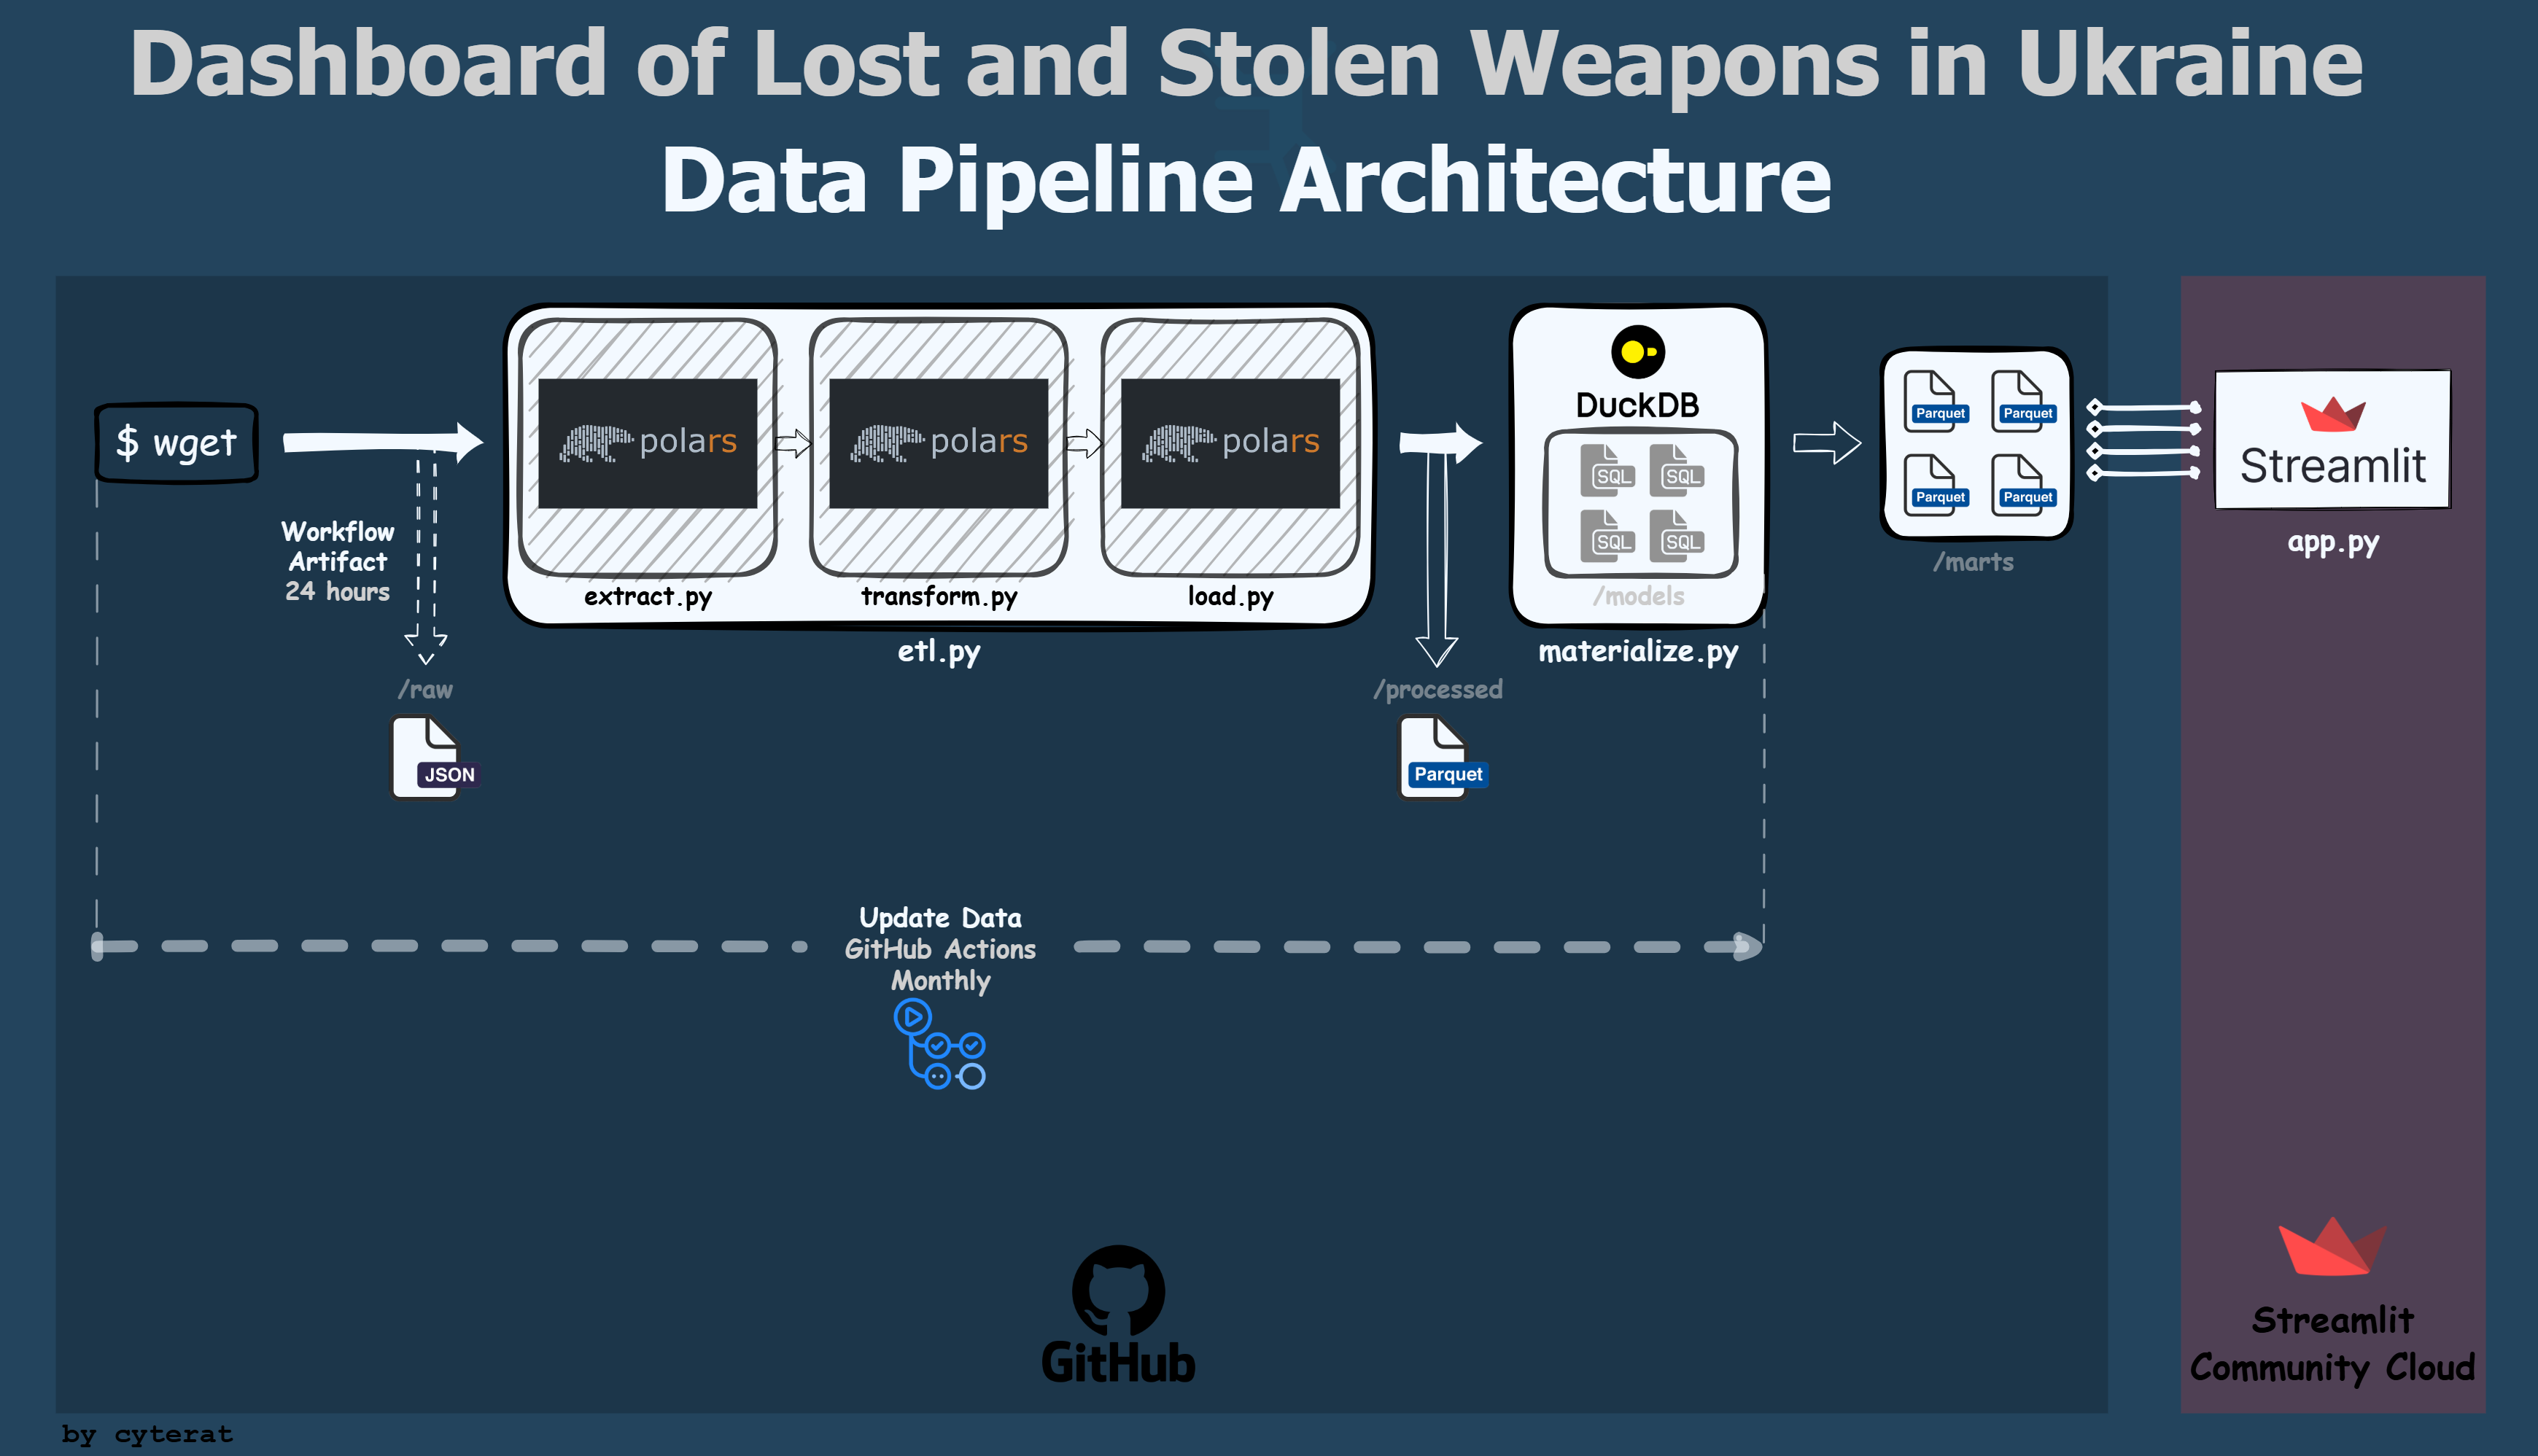 Dashboard of Lost and Stolen Weapons in Ukraine
Data Pipeline Architecture
$ wget
Workflow
Artifact
24 hours
/raw
JSON
polars
extract.py
polars
transform.py
polars
load.py
etl.py
/processed
Parquet
DuckDB
SQL
SQL
SQL
SQL
/models
materialize.py
Parquet
Parquet
Parquet
Parquet
/marts
Streamlit
app.py
Update Data
GitHub Actions
Monthly
GitHub
Streamlit
Community Cloud
by cyterat